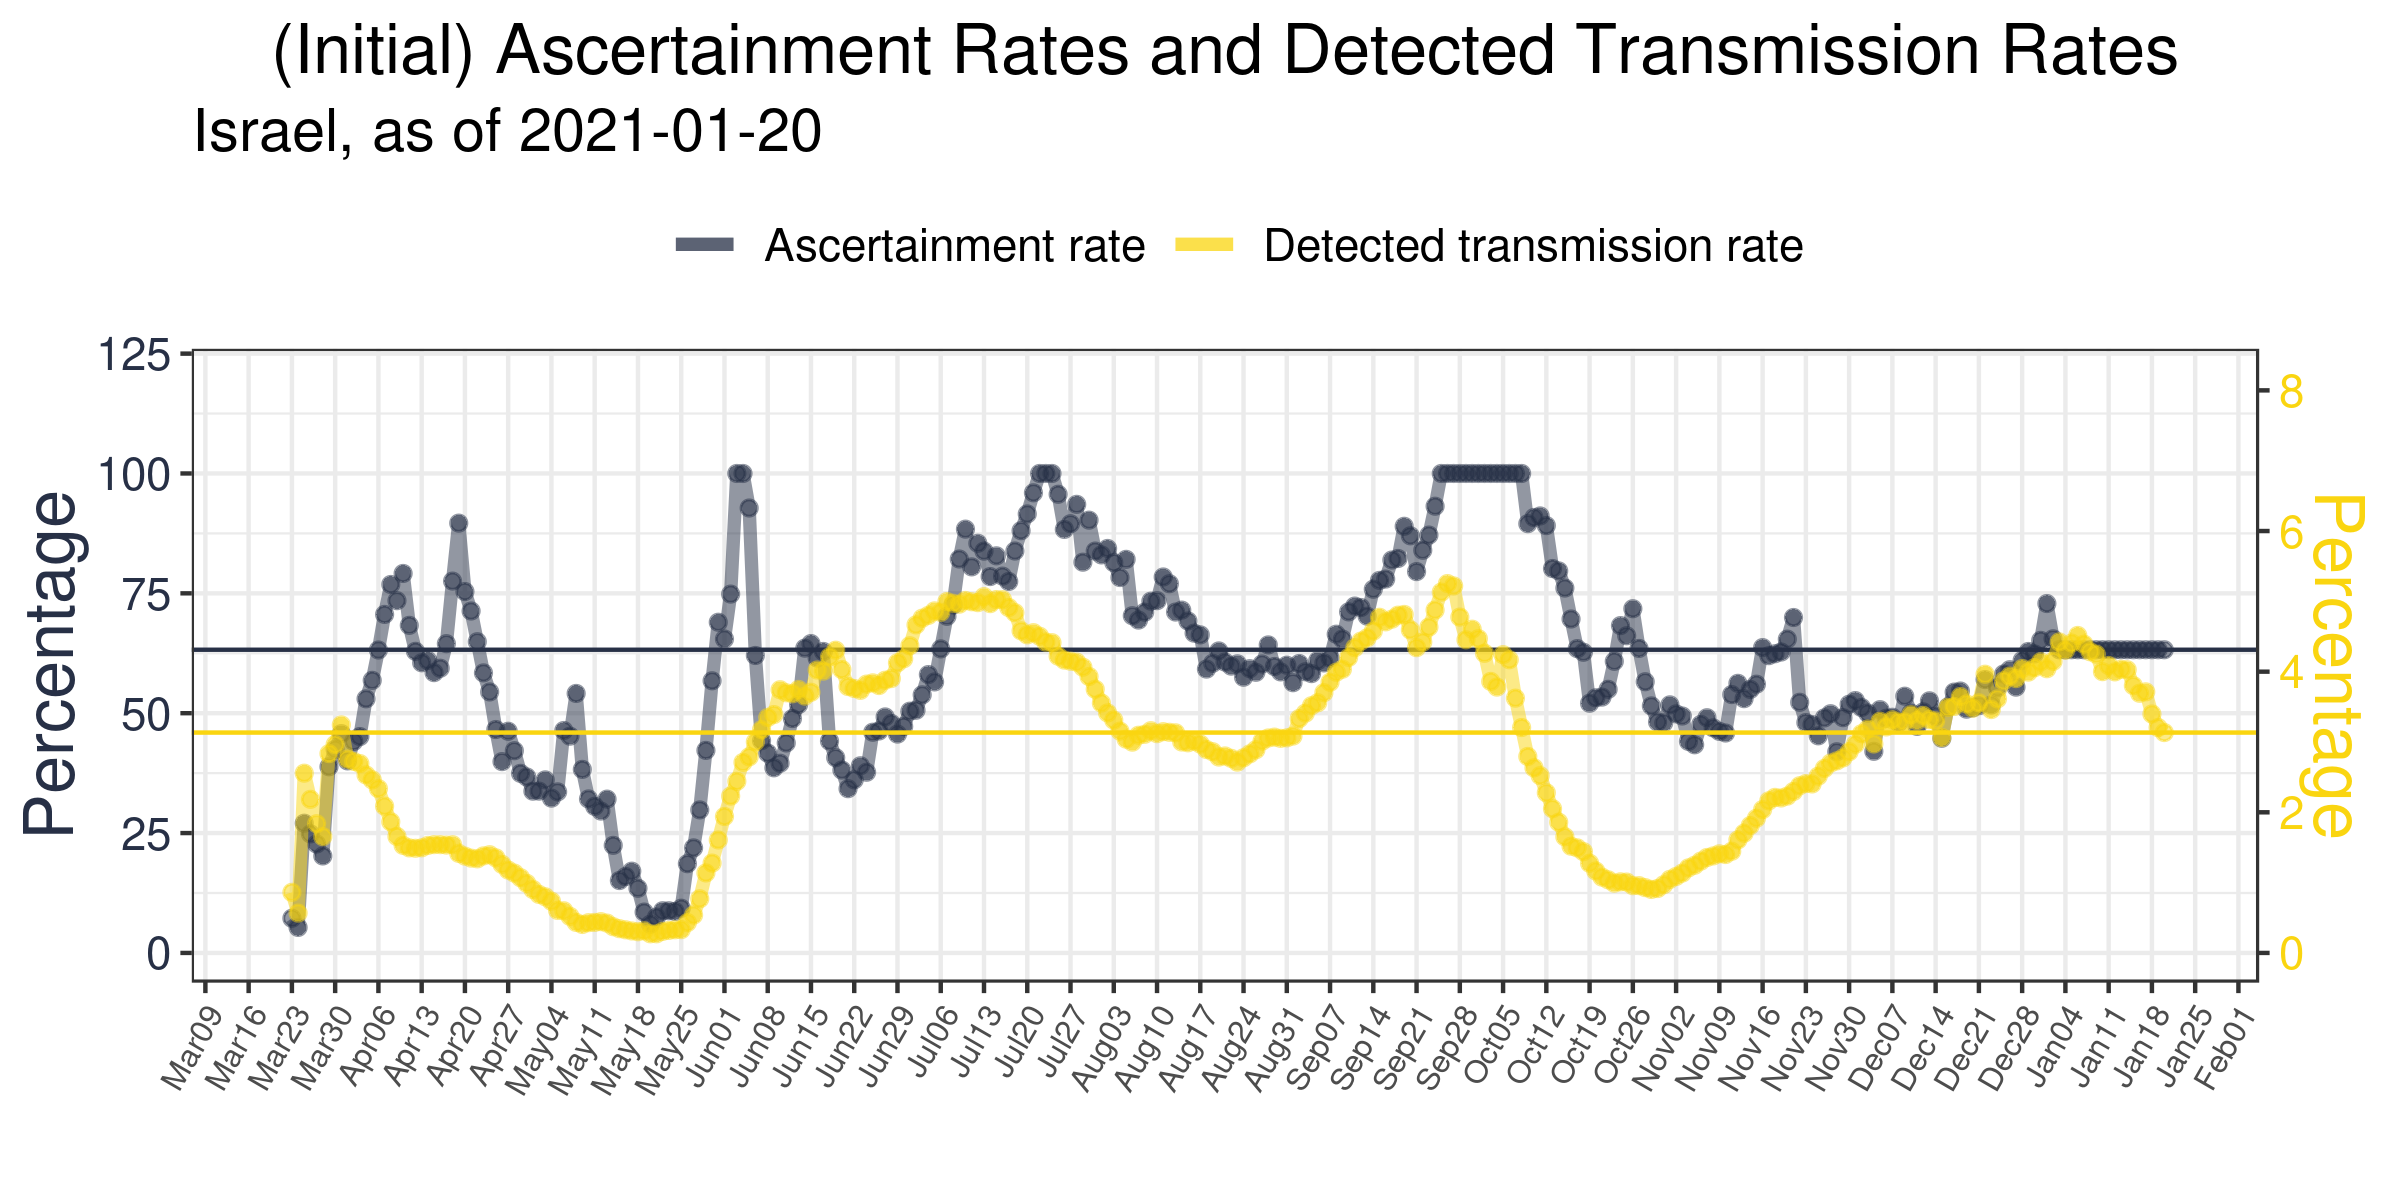 (Initial) Ascertainment Rates and Detected Transmission Rates
Israel, as of 2021-01-20
Ascertainment rate Detected transmission rate
Percentage
125
100
75
50
25
0
8
6
4
2
0
Percentage
Mar09 Mar16 Mar23 Mar30 Apr06 Apr13 Apr20 Apr27 May04 May11 May18 May25 Jun01 Jun08 Jun15 Jun22 Jun29 Jul06 Jul13 Jul20 Jul27 Aug03 Aug10 Aug17 Aug24 Aug31 Sep07 Sep14 Sep21 Sep28 Oct05 Oct12 Oct19 Oct26 Nov02 Nov09 Nov16 Nov23 Nov30 Dec07 Dec14 Dec21 Dec28 Jan04 Jan11 Jan18 Jan25 Feb01